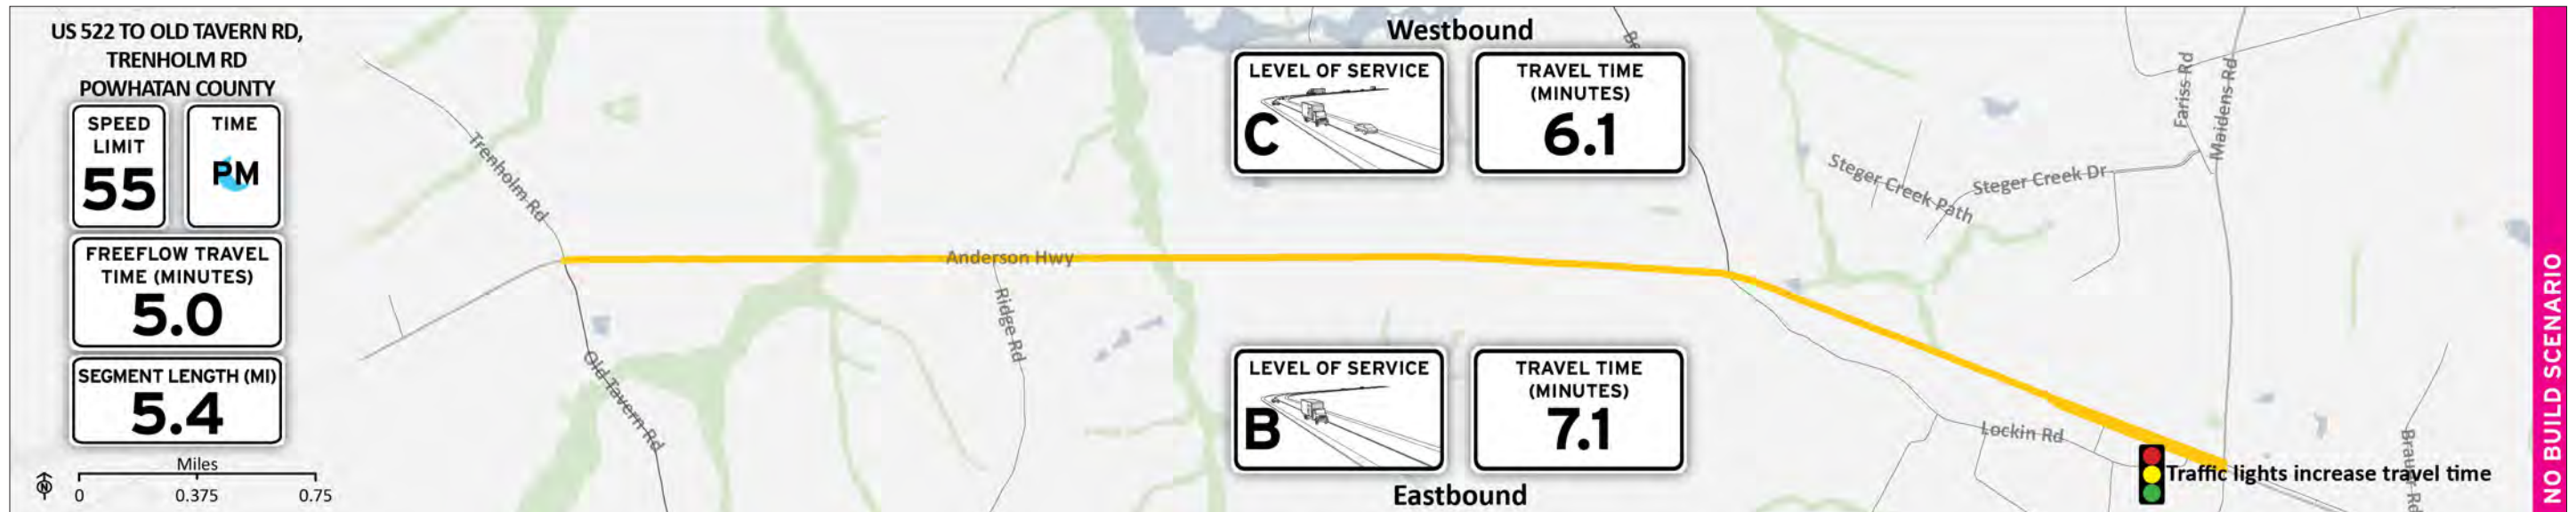 US 522 TO OLD TAVERN RD,
TRENHOLM RD
POWHATAN COUNTY
SPEED
LIMIT
55
TIME
PM
FREEFLOW TRAVEL
TIME (MINUTES)
5.0
SEGMENT LENGTH (MI)
5.4
Miles
0 0.375 0.75
N
Westbound
LEVEL OF SERVICE
C
TRAVEL TIME
(MINUTES)
6.1
Trenholm Rd
Anderson Hwy
Ridge Rd
Old Tavern Rd
Steger Creek Path
Steger Creek Dr
Fariss Rd
Maidens Rd
Lockin Rd
LEVEL OF SERVICE
B
TRAVEL TIME
(MINUTES)
7.1
Eastbound
Traffic lights increase travel time
NO BUILD SCENARIO